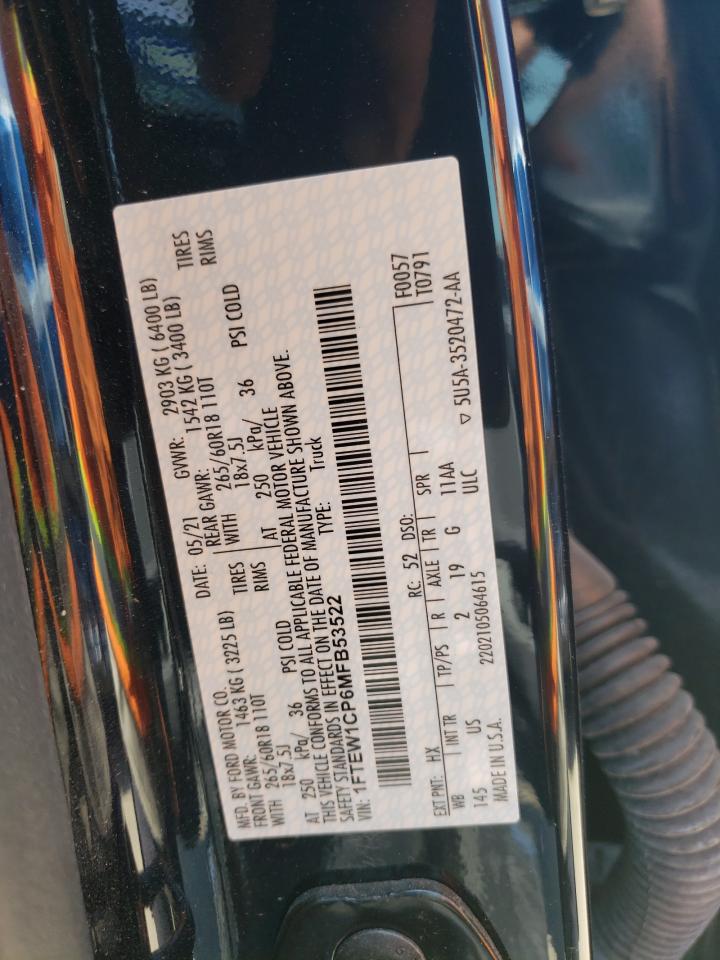 MFD. BY FORD MOTOR CO.
DATE: 05/21 GVWR: 2903 KG ( 6400 LB)
FRONT GAWR: 1463 KG ( 3225 LB) REAR GAWR: 1542 KG ( 3400 LB)
WITH 265/60R18 110T TIRES WITH 265/60R18 110T TIRES
18x7.5J RIMS 18x7.5J RIMS
AT 250 kPa/ 36 PSI COLD AT 250 kPa/ 36 PSI COLD
THIS VEHICLE CONFORMS TO ALL APPLICABLE FEDERAL MOTOR VEHICLE
SAFETY STANDARDS IN EFFECT ON THE DATE OF MANUFACTURE SHOWN ABOVE.
VIN: 1FTEW1CP6MFB53522 TYPE: Truck
F0057
EXT PNT: HX RC: 52 DSO: T0791
WB INT TR TP/PS R AXLE TR SPR
145 US 2 19 G 11AA
ULC
2202105064615
MADE IN U.S.A. ▽ 5U5A-3520472-AA